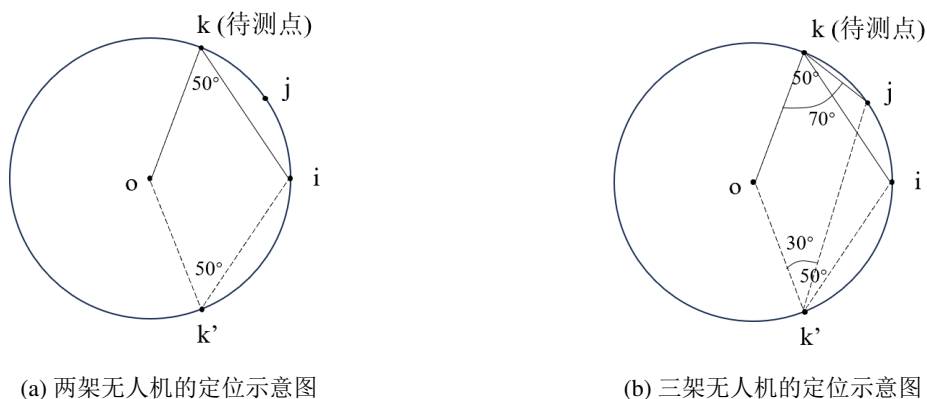 k (待测点)
50°
j
o
i
50°
k’
(a) 两架无人机的定位示意图
k (待测点)
50°
j
70°
o
i
30°
50°
k’
(b) 三架无人机的定位示意图